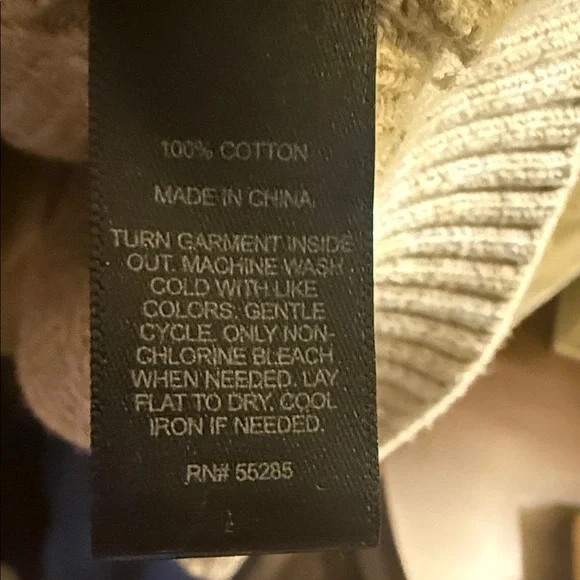 100% COTTON
MADE IN CHINA
TURN GARMENT INSIDE
OUT. MACHINE WASH
COLD WITH LIKE
COLORS. GENTLE
CYCLE. ONLY NON-
CHLORINE BLEACH
WHEN NEEDED. LAY
FLAT TO DRY. COOL
IRON IF NEEDED.
RN# 55285